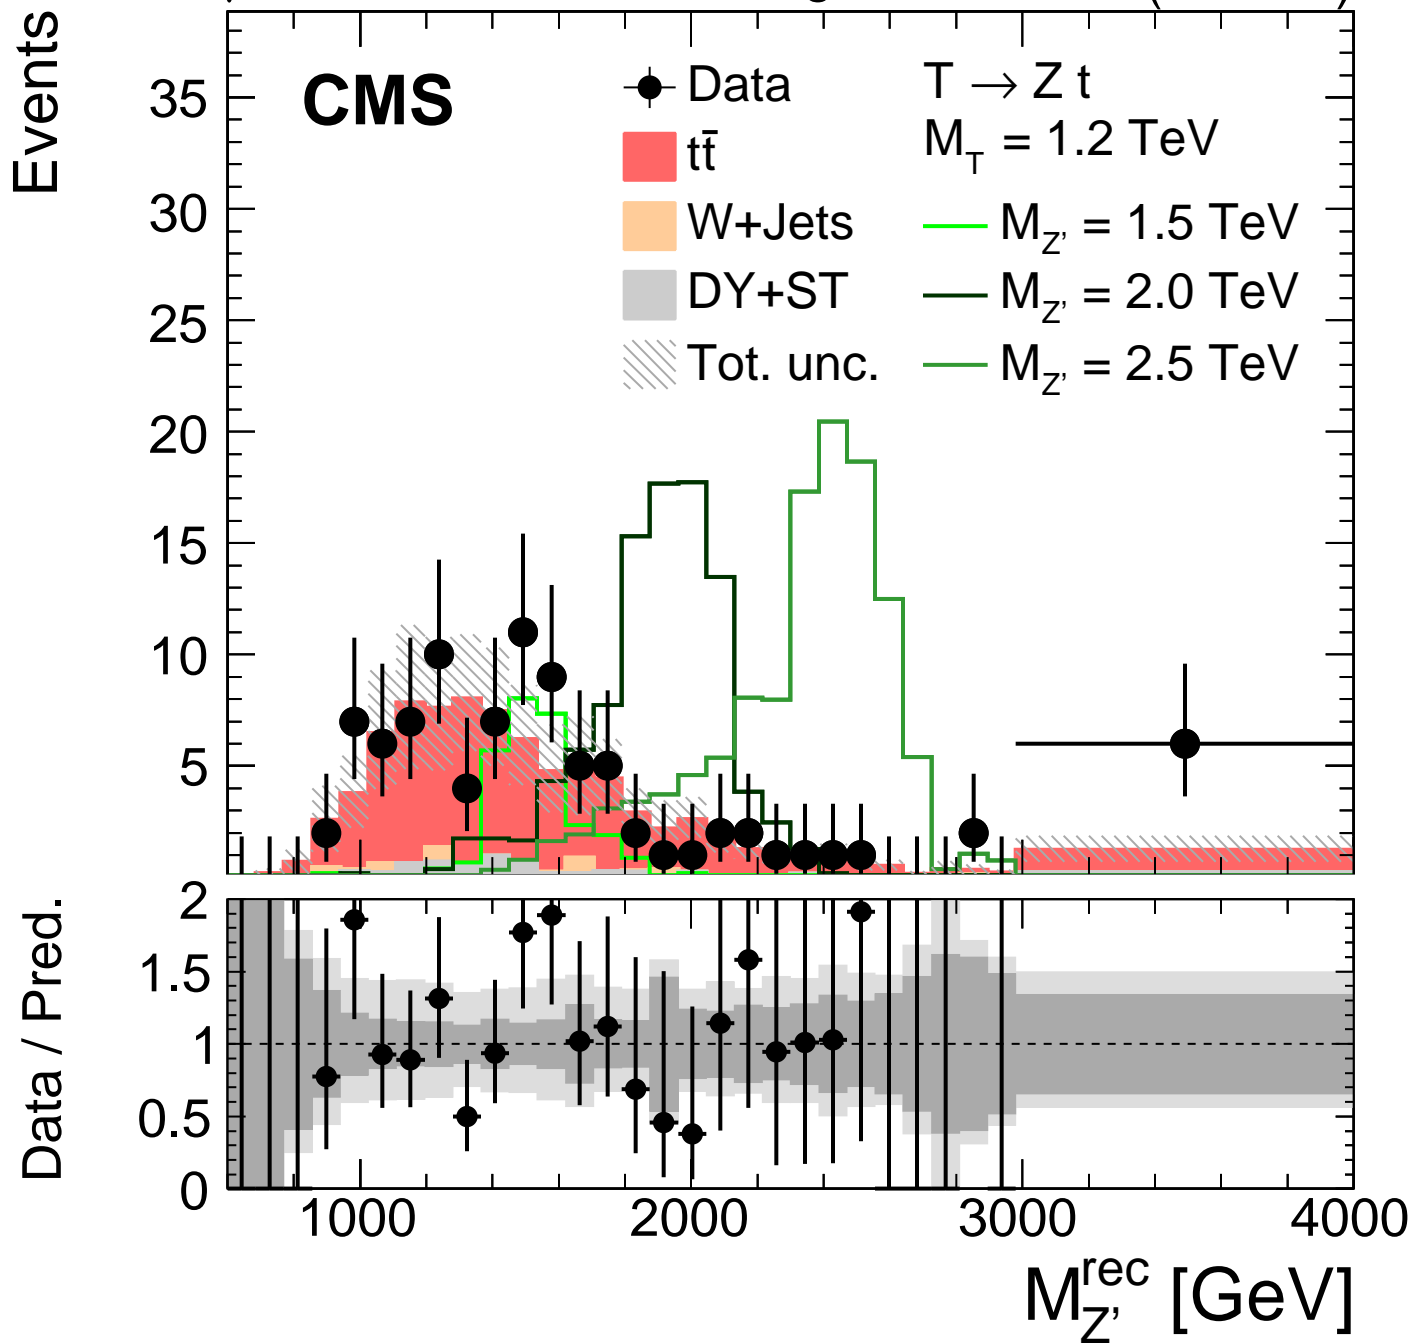 Events
CMS
Data
tt̄
W+Jets
DY+ST
Tot. unc.
T → Z t
M_T = 1.2 TeV
M_Z' = 1.5 TeV
M_Z' = 2.0 TeV
M_Z' = 2.5 TeV
35
30
25
20
15
10
5
Data / Pred.
2
1.5
1
0.5
0
1000 2000 3000 4000
M_Z'^rec [GeV]